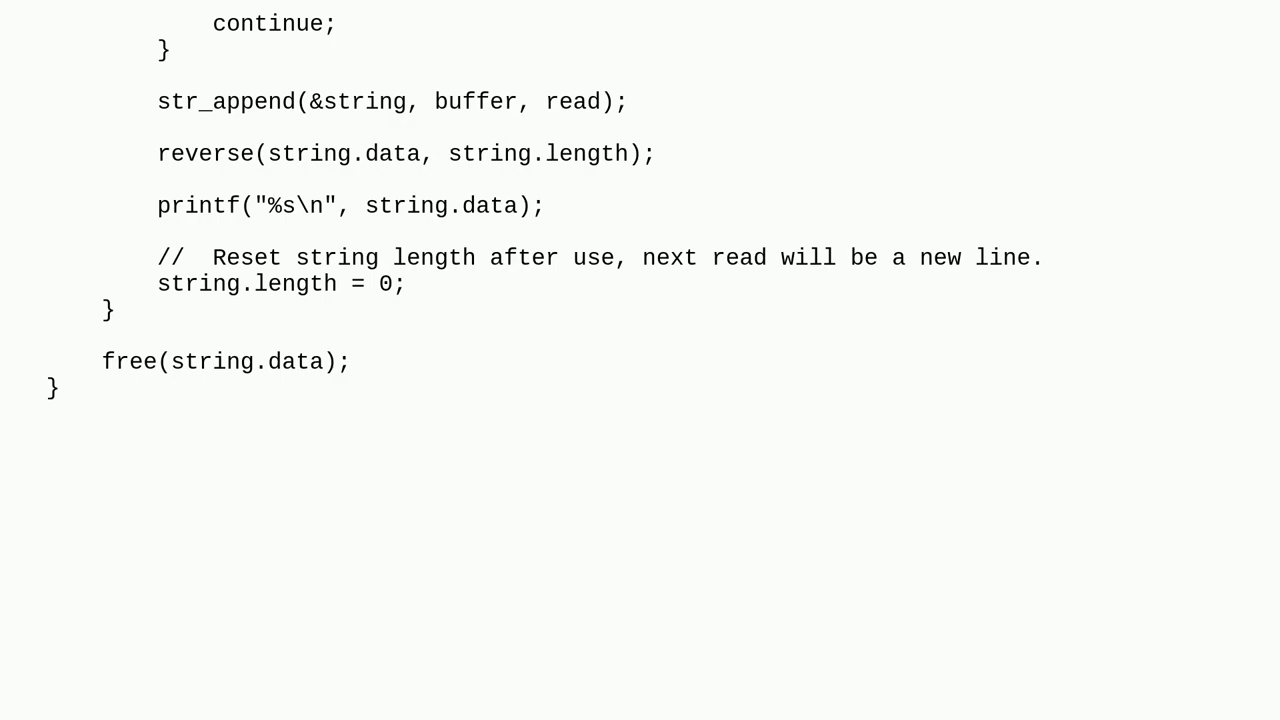 continue;
}
str_append(&string, buffer, read);
reverse(string.data, string.length);
printf("%s\n", string.data);
//  Reset string length after use, next read will be a new line.
string.length = 0;
}
free(string.data);
}